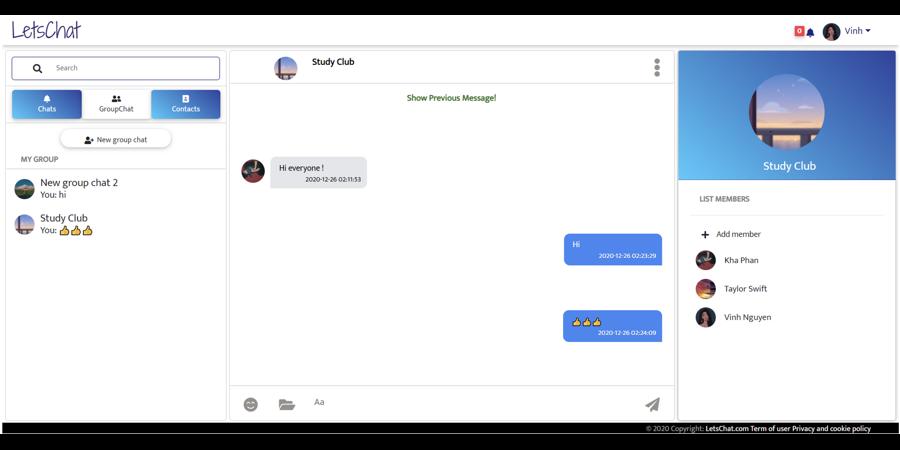 LetsChat
0
Vinh
Search
Chats
GroupChat
Contacts
New group chat
MY GROUP
New group chat 2
You: hi
Study Club
You: 👍👍👍
Study Club
Show Previous Message!
Hi everyone !
2020-12-26 02:11:53
Hi
2020-12-26 02:23:29
👍👍👍
2020-12-26 02:24:09
Aa
Study Club
LIST MEMBERS
Add member
Kha Phan
Taylor Swift
Vinh Nguyen
© 2020 Copyright: LetsChat.com Term of user Privacy and cookie policy